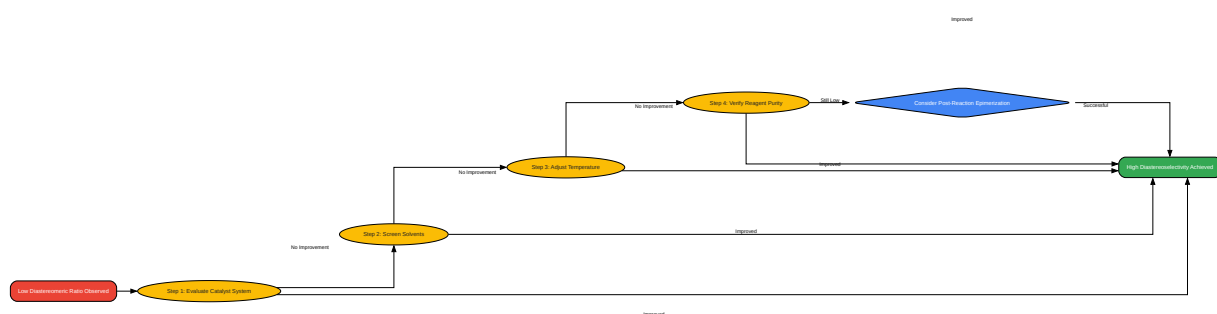 Improved
Step 4: Verify Reagent Purity
Still Low
Consider Post-Reaction Epimerization
Successful
No Improvement
Step 3: Adjust Temperature
Improved
High Diastereoselectivity Achieved
No Improvement
Step 2: Screen Solvents
Improved
No Improvement
Low Diastereomeric Ratio Observed
Step 1: Evaluate Catalyst System
Improved